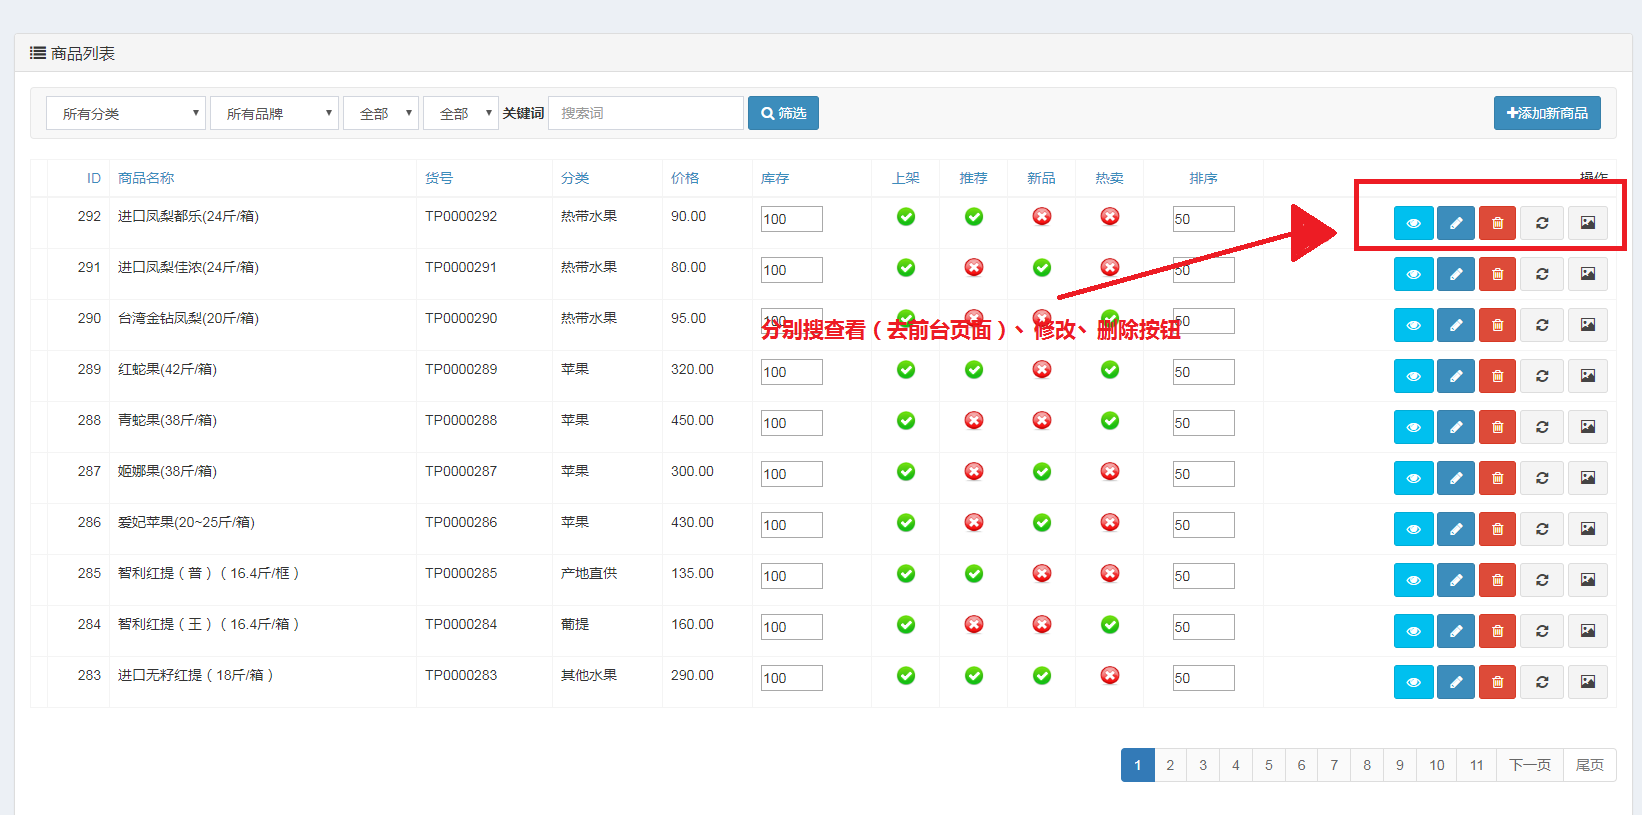 商品列表
所有分类 所有品牌 全部 全部 关键词 搜索词 筛选 +添加新商品
ID 商品名称 货号 分类 价格 库存 上架 推荐 新品 热卖 排序 操作
292 进口凤梨都乐(24斤/箱) TP0000292 热带水果 90.00 100 50
291 进口凤梨佳浓(24斤/箱) TP0000291 热带水果 80.00 100 50
290 台湾金钻凤梨(20斤/箱) TP0000290 热带水果 95.00 100 50
分别搜查看（去前台页面）、修改、删除按钮
289 红蛇果(42斤/箱) TP0000289 苹果 320.00 100 50
288 青蛇果(38斤/箱) TP0000288 苹果 450.00 100 50
287 姬娜果(38斤/箱) TP0000287 苹果 300.00 100 50
286 爱妃苹果(20~25斤/箱) TP0000286 苹果 430.00 100 50
285 智利红提（普）（16.4斤/框） TP0000285 产地直供 135.00 100 50
284 智利红提（王）（16.4斤/箱） TP0000284 葡提 160.00 100 50
283 进口无籽红提（18斤/箱） TP0000283 其他水果 290.00 100 50
1 2 3 4 5 6 7 8 9 10 11 下一页 尾页